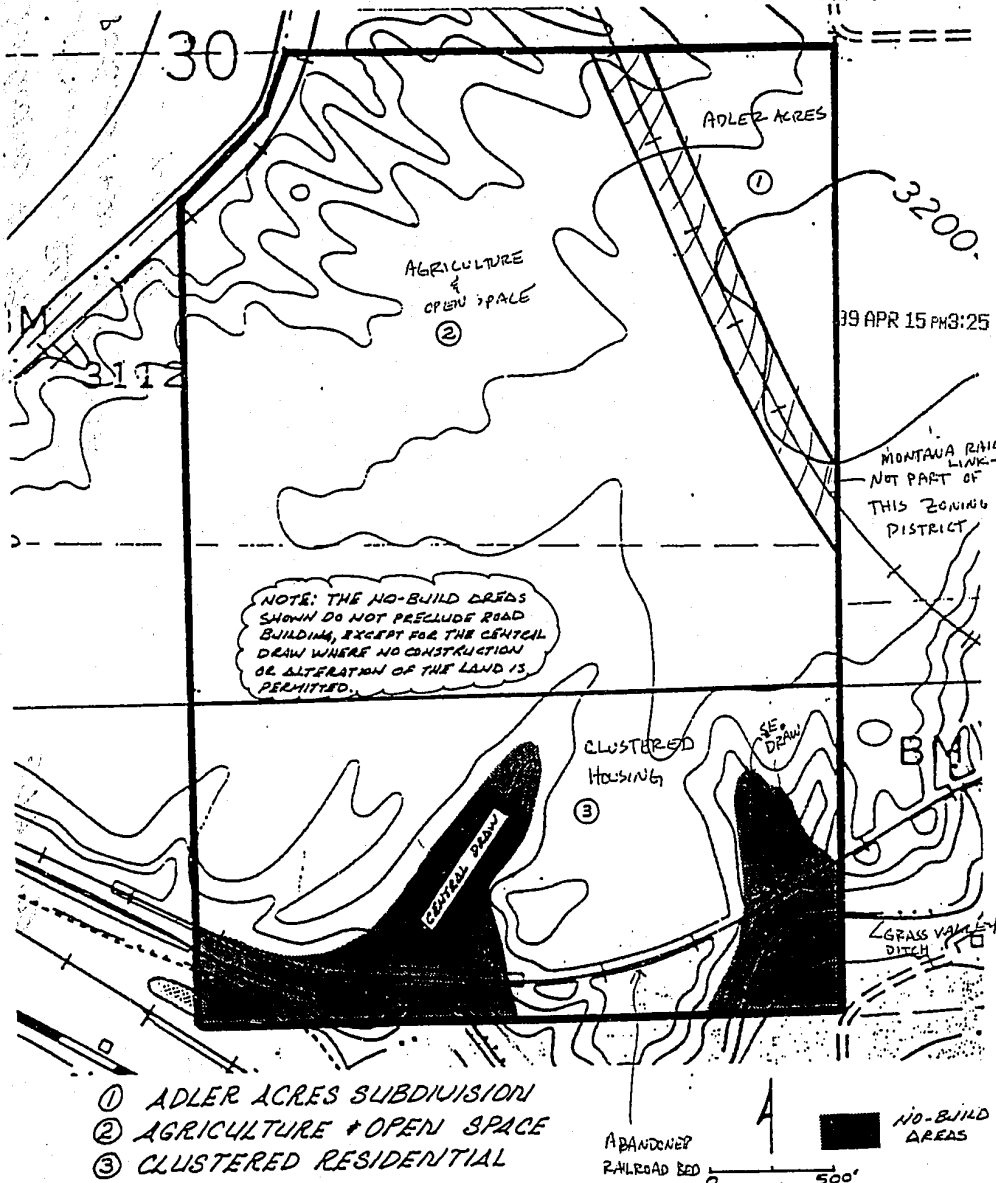 30
ADLER ACRES
①
3200
AGRICULTURE
&
OPEN SPACE
②
99 APR 15 PM 3:25
M
3112
MONTANA RAIL
LINK-
NOT PART OF
THIS ZONING
DISTRICT
NOTE: THE NO-BUILD AREAS
SHOWN DO NOT PRECLUDE ROAD
BUILDING, EXCEPT FOR THE CENTRAL
DRAW WHERE NO CONSTRUCTION
OR ALTERATION OF THE LAND IS
PERMITTED.
CLUSTERED
HOUSING
③
SE.
DRAW
B M
CENTRAL DRAW
GRASS VALLEY
DITCH
① ADLER ACRES SUBDIVISION
② AGRICULTURE & OPEN SPACE
③ CLUSTERED RESIDENTIAL
ABANDONED
RAILROAD BED
0 500'
NO-BUILD
AREAS